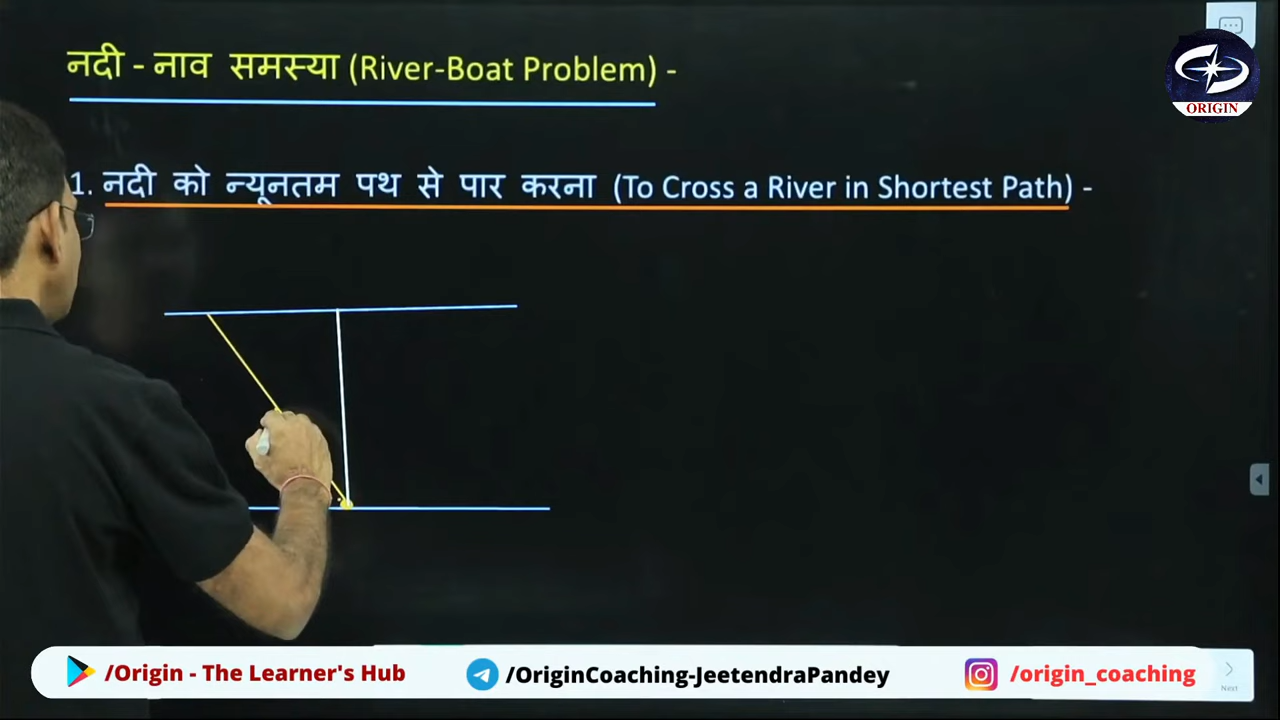 नदी - नाव समस्या (River-Boat Problem) -
ORIGIN
1. नदी को न्यूनतम पथ से पार करना (To Cross a River in Shortest Path) -
/Origin - The Learner's Hub
/OriginCoaching-JeetendraPandey
/origin_coaching
Next